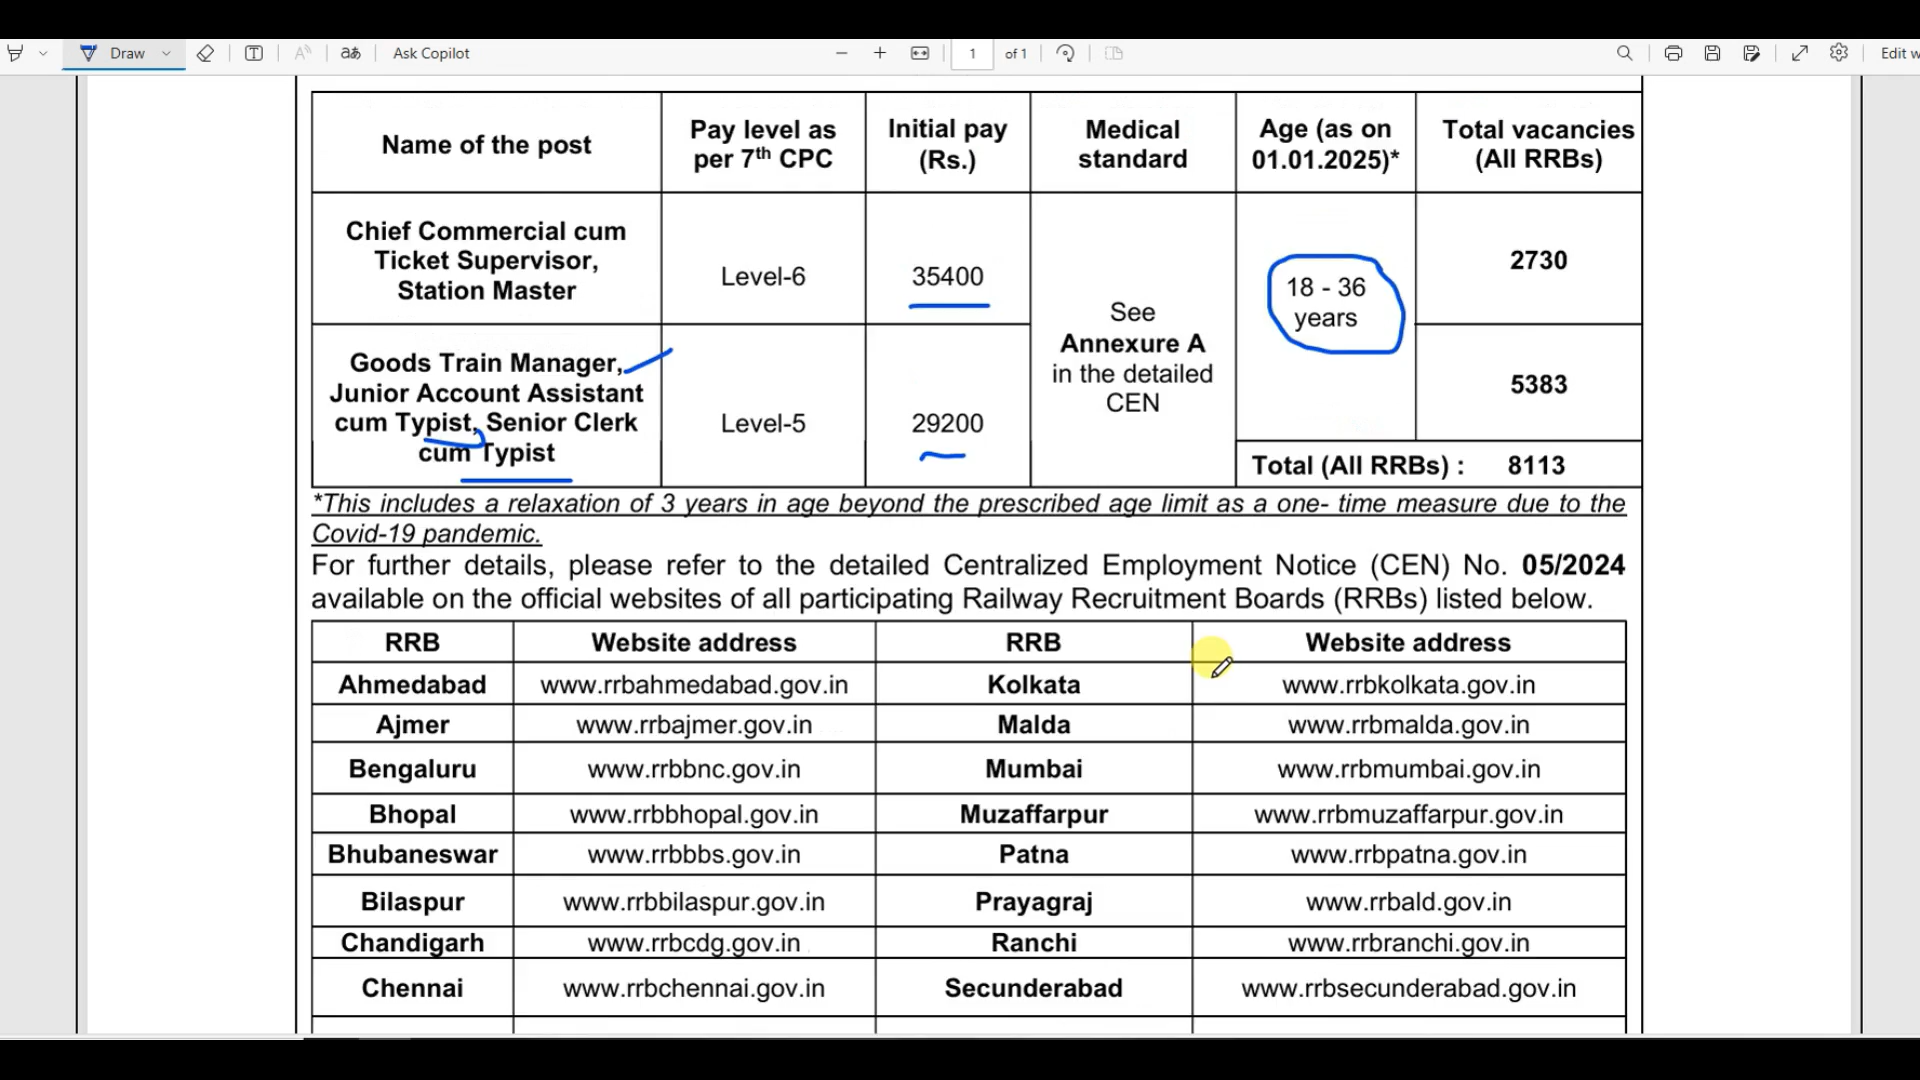 Draw
Ask Copilot
1 of 1
Edit w
Name of the post
Pay level as
per 7th CPC
Initial pay
(Rs.)
Medical
standard
Age (as on
01.01.2025)*
Total vacancies
(All RRBs)
Chief Commercial cum
Ticket Supervisor,
Station Master
Level-6
35400
See
Annexure A
in the detailed
CEN
18 - 36
years
2730
Goods Train Manager,
Junior Account Assistant
cum Typist, Senior Clerk
cum Typist
Level-5
29200
5383
Total (All RRBs) : 8113
*This includes a relaxation of 3 years in age beyond the prescribed age limit as a one- time measure due to the
Covid-19 pandemic.
For further details, please refer to the detailed Centralized Employment Notice (CEN) No. 05/2024
available on the official websites of all participating Railway Recruitment Boards (RRBs) listed below.
RRB Website address RRB Website address
Ahmedabad www.rrbahmedabad.gov.in Kolkata www.rrbkolkata.gov.in
Ajmer www.rrbajmer.gov.in Malda www.rrbmalda.gov.in
Bengaluru www.rrbbnc.gov.in Mumbai www.rrbmumbai.gov.in
Bhopal www.rrbbhopal.gov.in Muzaffarpur www.rrbmuzaffarpur.gov.in
Bhubaneswar www.rrbbbs.gov.in Patna www.rrbpatna.gov.in
Bilaspur www.rrbbilaspur.gov.in Prayagraj www.rrbald.gov.in
Chandigarh www.rrbcdg.gov.in Ranchi www.rrbranchi.gov.in
Chennai www.rrbchennai.gov.in Secunderabad www.rrbsecunderabad.gov.in